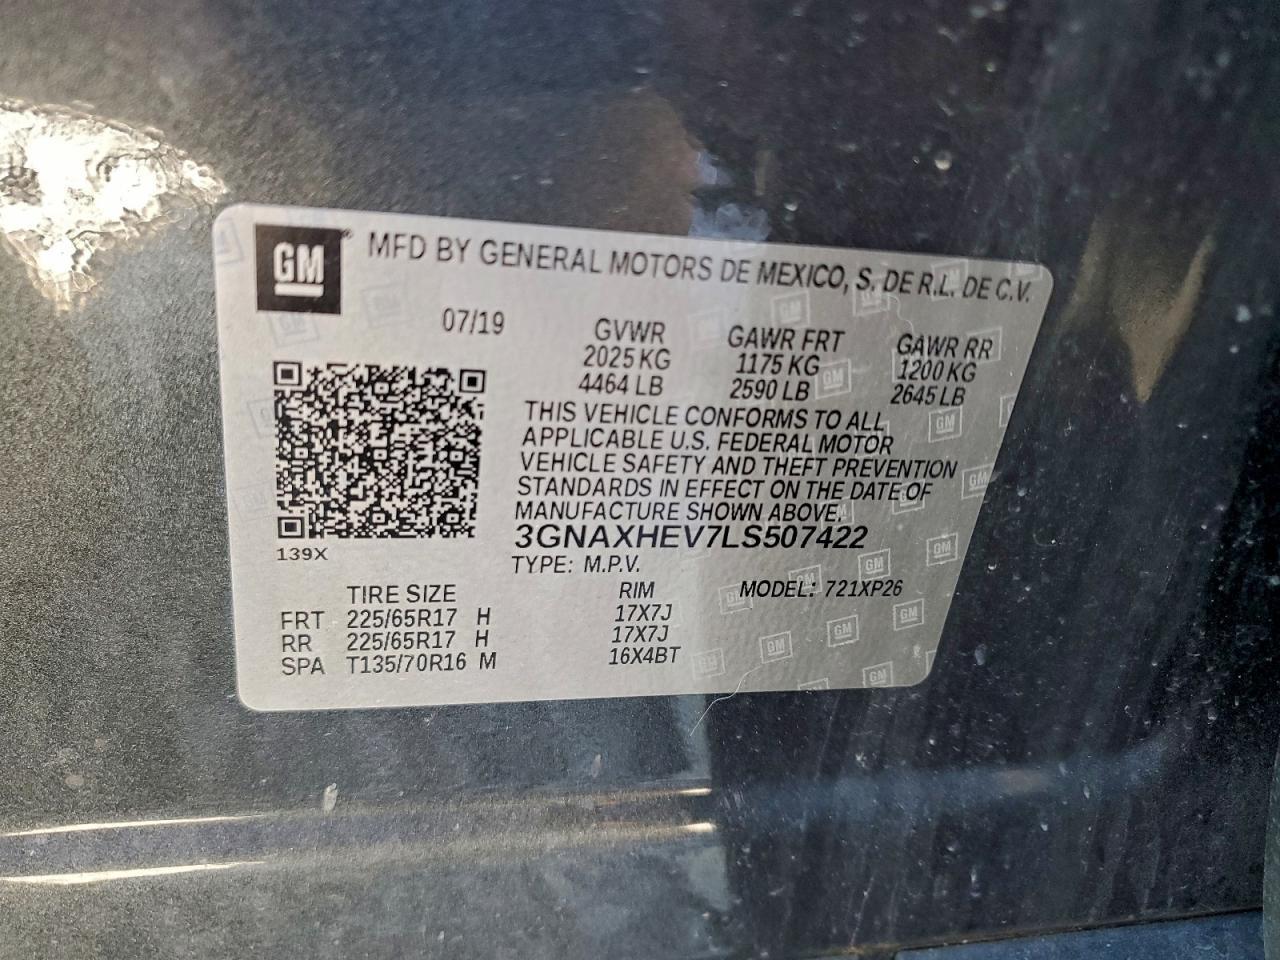 GM® MFD BY GENERAL MOTORS DE MEXICO, S. DE R.L. DE C.V.
07/19 GVWR GAWR FRT GAWR RR
2025 KG 1175 KG 1200 KG
4464 LB 2590 LB 2645 LB
THIS VEHICLE CONFORMS TO ALL
APPLICABLE U.S. FEDERAL MOTOR
VEHICLE SAFETY AND THEFT PREVENTION
STANDARDS IN EFFECT ON THE DATE OF
MANUFACTURE SHOWN ABOVE.
3GNAXHEV7LS507422
139X
TYPE: M.P.V.
TIRE SIZE RIM MODEL: 721XP26
FRT 225/65R17 H 17X7J
RR 225/65R17 H 17X7J
SPA T135/70R16 M 16X4BT